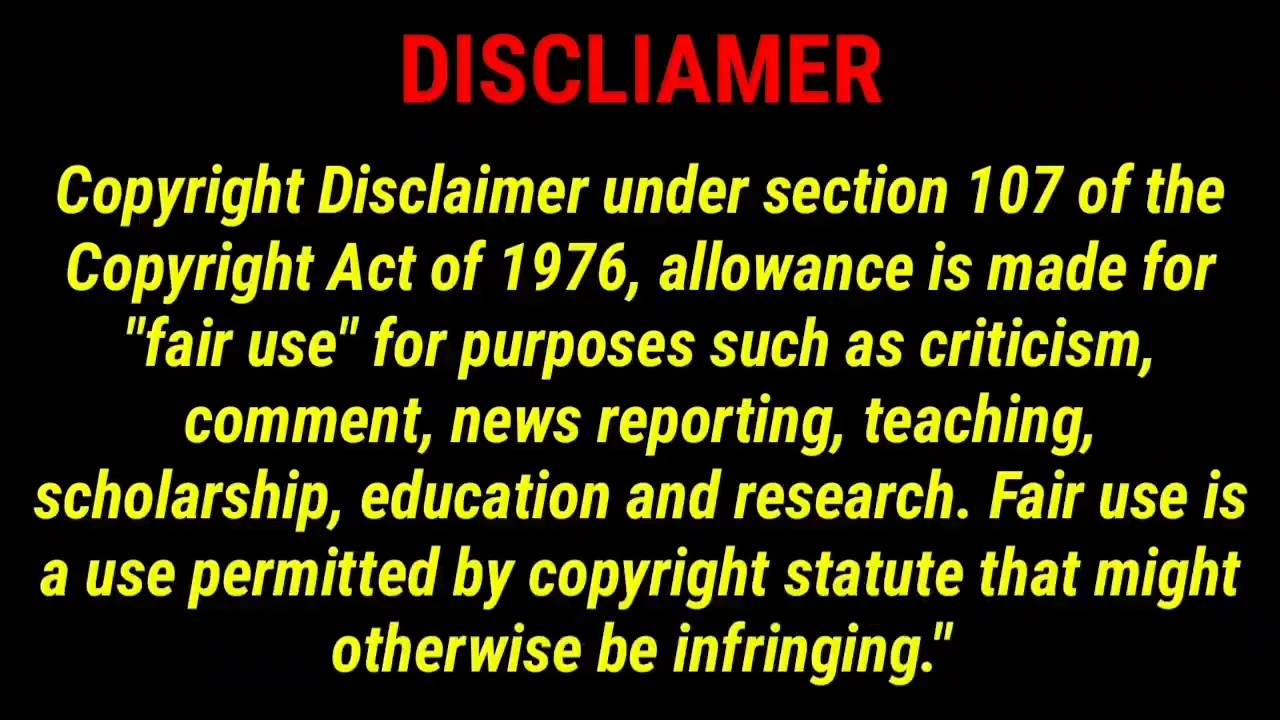 DISCLIAMER
Copyright Disclaimer under section 107 of the
Copyright Act of 1976, allowance is made for
"fair use" for purposes such as criticism,
comment, news reporting, teaching,
scholarship, education and research. Fair use is
a use permitted by copyright statute that might
otherwise be infringing."